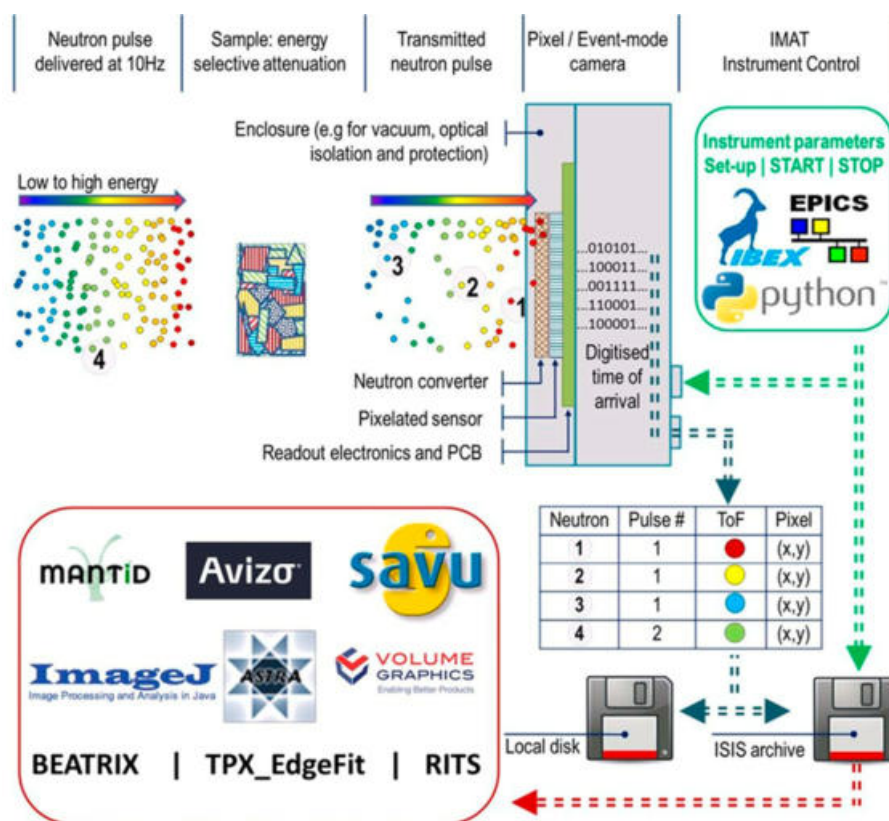 Neutron pulse
delivered at 10Hz
Sample: energy
selective attenuation
Transmitted
neutron pulse
Pixel / Event-mode
camera
IMAT
Instrument Control
Enclosure (e.g for vacuum, optical
isolation and protection)
Low to high energy
Instrument parameters
Set-up | START | STOP
EPICS
IBEX
python™
3
2
1
4
...010101...
...100011...
...001111...
...110001...
...100001...
Digitised
time of
arrival
Neutron converter
Pixelated sensor
Readout electronics and PCB
Neutron Pulse # ToF Pixel
1 1 (x,y)
2 1 (x,y)
3 1 (x,y)
4 2 (x,y)
MANTiD
Avizo
savu
ImageJ
Image Processing and Analysis in Java
ASTRA
VOLUME
GRAPHICS
Enabling Better Products
BEATRIX | TPX_EdgeFit | RITS
Local disk
ISIS archive